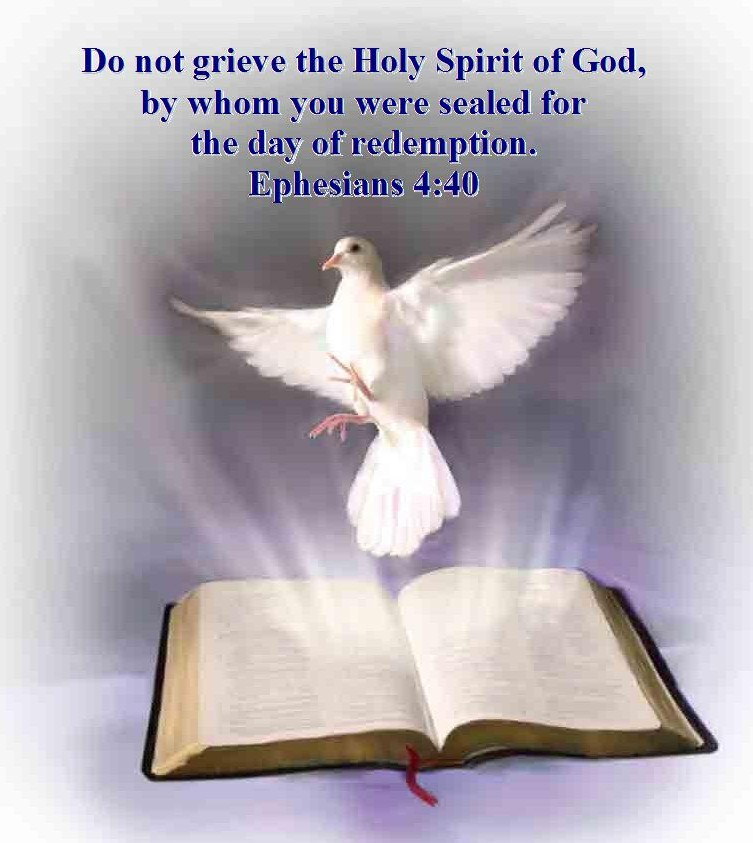 Do not grieve the Holy Spirit of God,
by whom you were sealed for
the day of redemption.
Ephesians 4:40